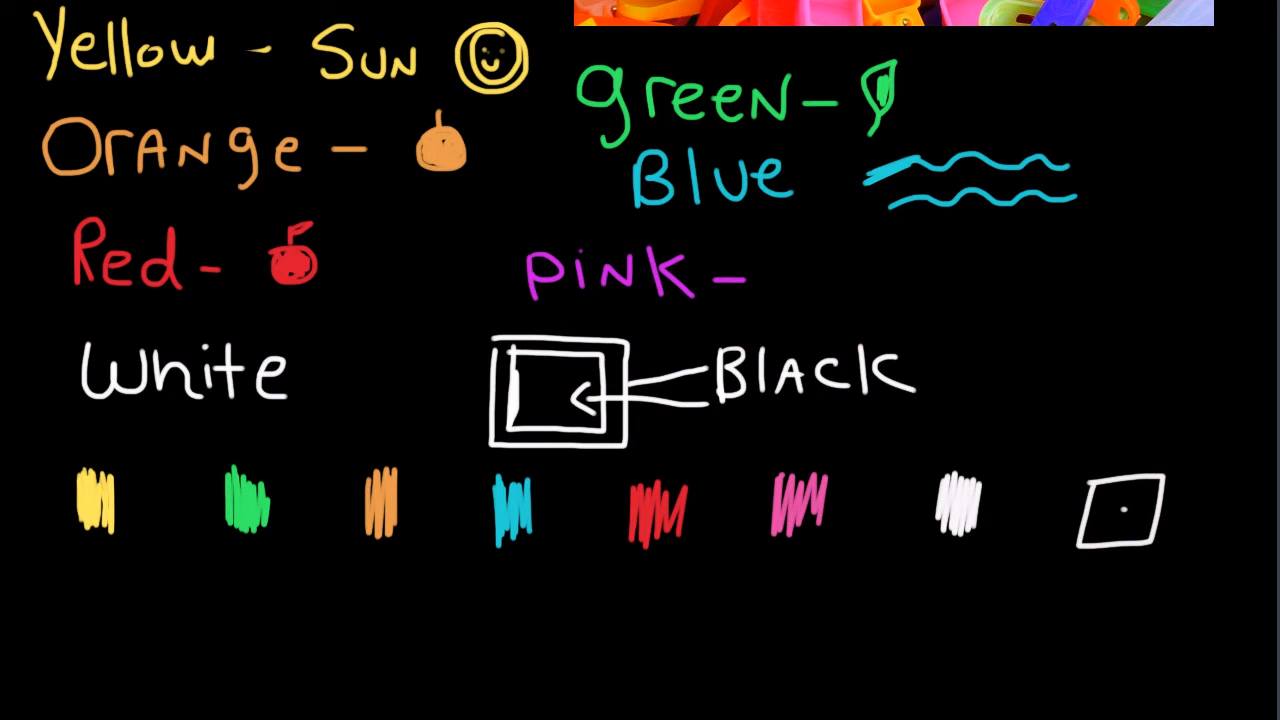 Yellow - Sun
green -
Orange -
Blue
Red -
Pink -
White
Black